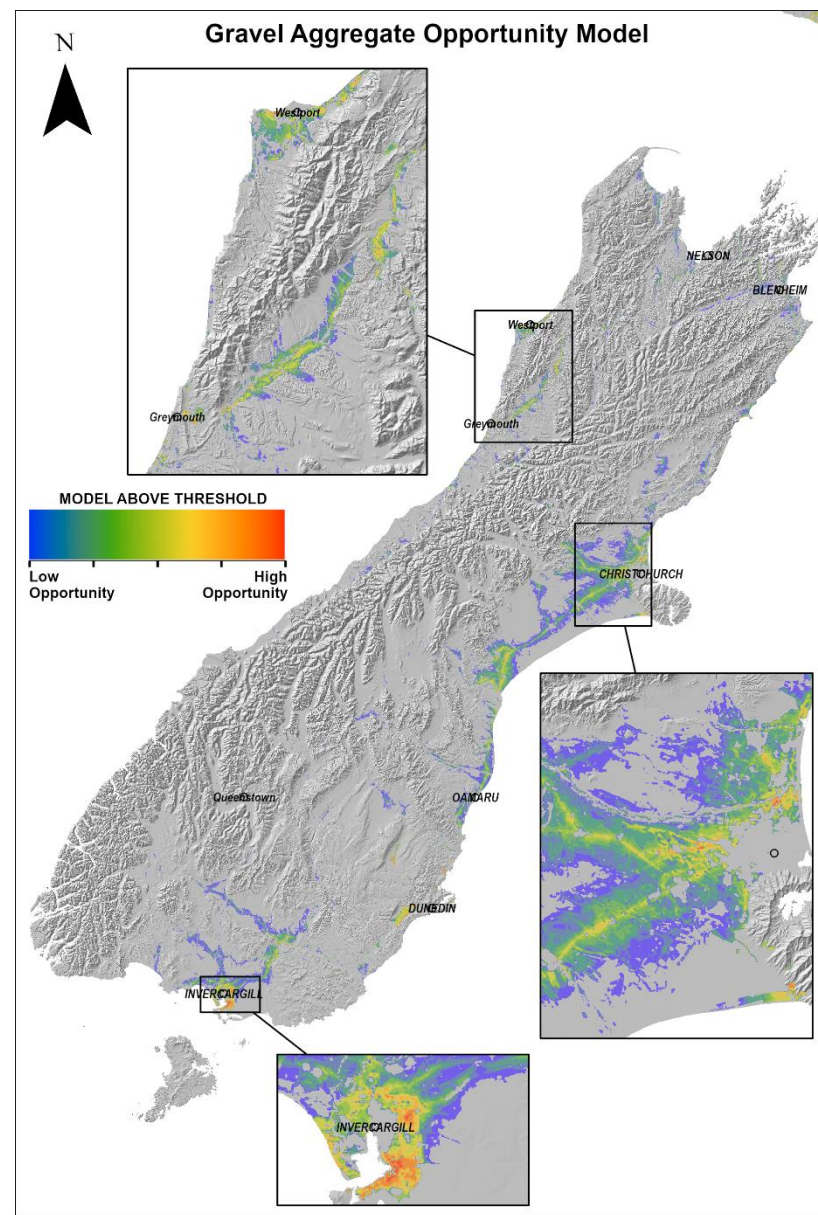 Gravel Aggregate Opportunity Model
N
Westport
Greymouth
NELSON
BLENHEIM
Westport
Greymouth
MODEL ABOVE THRESHOLD
Low
Opportunity
High
Opportunity
CHRISTCHURCH
Queenstown
OAMARU
DUNEDIN
INVERCARGILL
INVERCARGILL